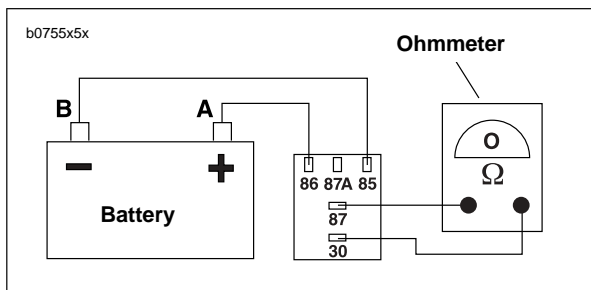 b0755x5x
Ohmmeter
B
A
− +
Battery
86 87A 85
87
30
O
Ω